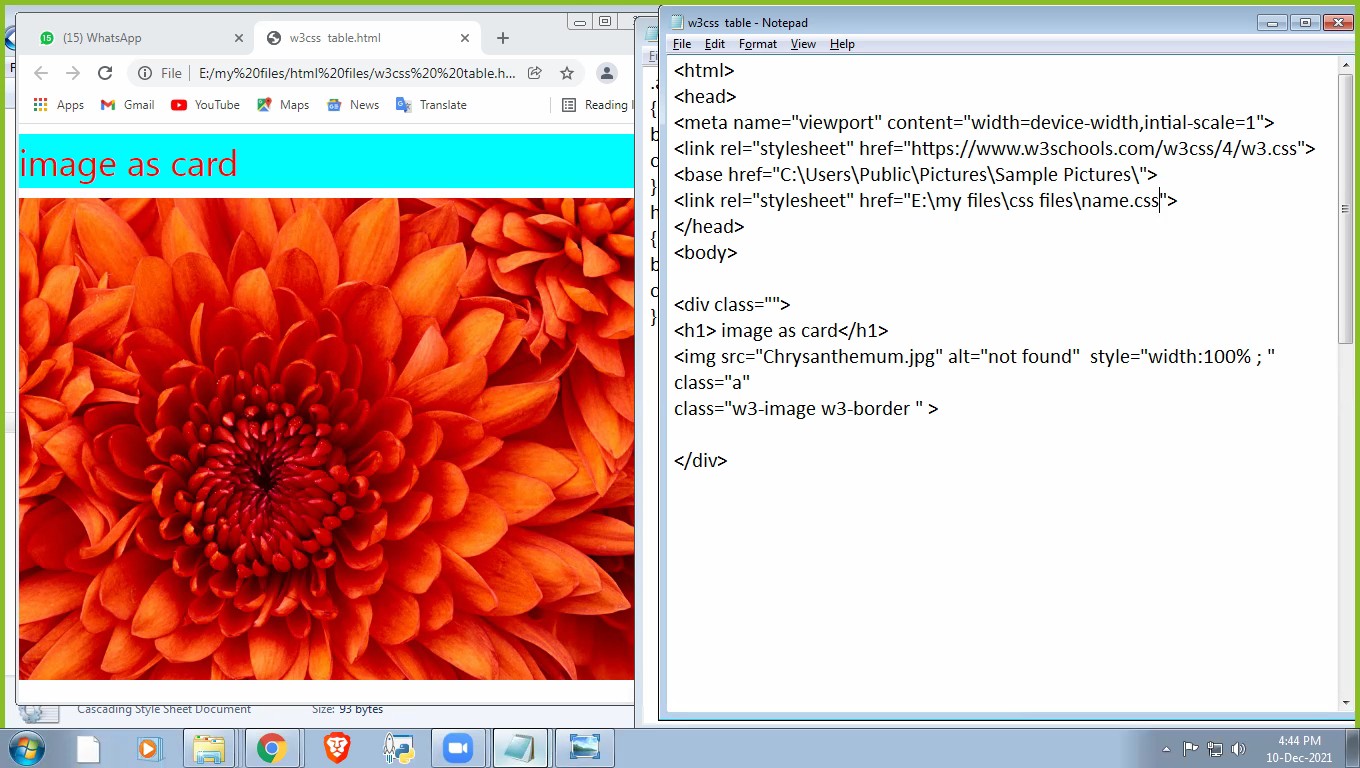 (15) WhatsApp
w3css table.html
File
E:/my%20files/html%20files/w3css%20%20table.h...
Apps
Gmail
YouTube
Maps
News
Translate
Reading
image as card
Cascading Style Sheet Document
Size: 93 bytes
w3css table - Notepad
File Edit Format View Help
<html>
<head>
<meta name="viewport" content="width=device-width,intial-scale=1">
<link rel="stylesheet" href="https://www.w3schools.com/w3css/4/w3.css">
<base href="C:\Users\Public\Pictures\Sample Pictures\">
<link rel="stylesheet" href="E:\my files\css files\name.css">
</head>
<body>
<div class="">
<h1> image as card</h1>
<img src="Chrysanthemum.jpg" alt="not found"  style="width:100% ; "
class="a"
class="w3-image w3-border " >
</div>
4:44 PM
10-Dec-2021